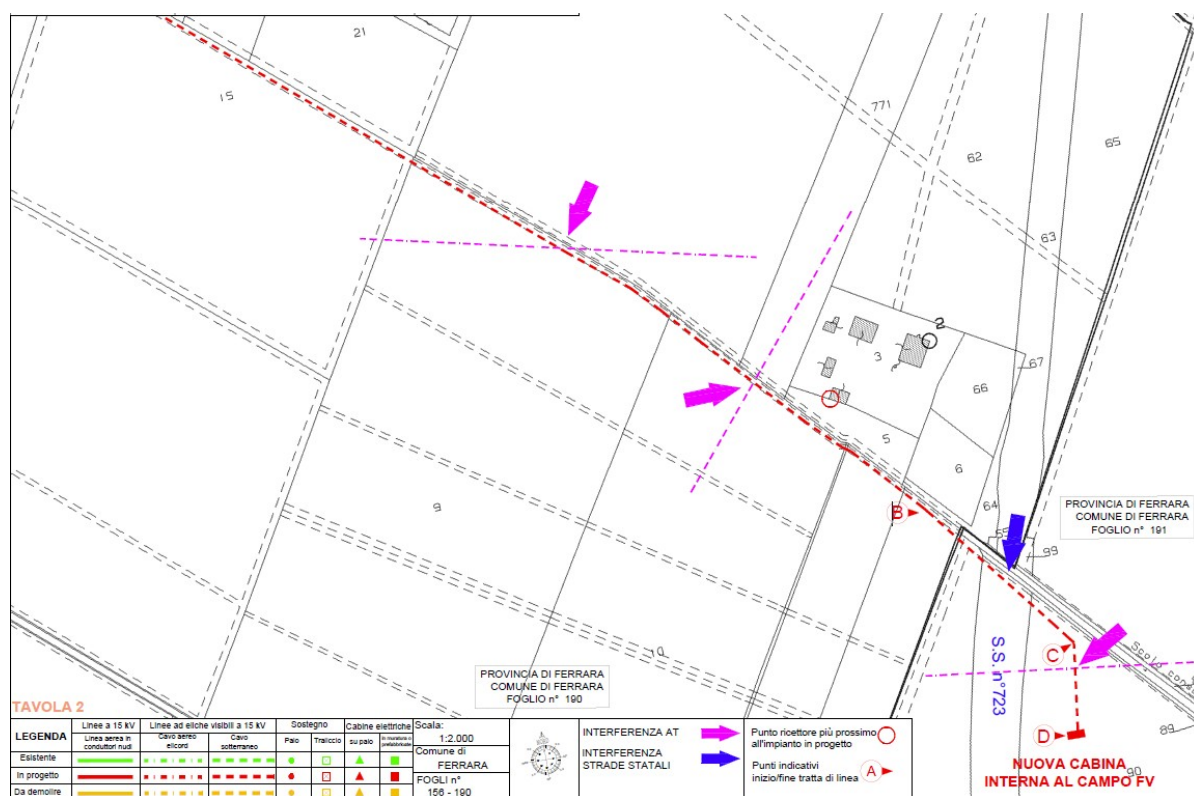 21
15
771
62
65
63
2
3
67
66
5
6
64
9
10
B
PROVINCIA DI FERRARA
COMUNE DI FERRARA
FOGLIO n° 191
66
S.S. n°723
C
D
89
90
NUOVA CABINA
INTERNA AL CAMPO FV
PROVINCIA DI FERRARA
COMUNE DI FERRARA
FOGLIO n° 190
TAVOLA 2
LEGENDA
Linee a 15 kV
Linee ad eliche visibili a 15 kV
Sostegno
Cabine elettriche
Linea aerea in
conduttori nudi
Cavo aereo
elicord
Cavo
sotterraneo
Palo
Traliccio
su palo
In muratura o
prefabbricate
Esistente
In progetto
Da demolire
Scala:
1:2.000
Comune di
FERRARA
FOGLI n°
156 - 190
INTERFERENZA AT
INTERFERENZA
STRADE STATALI
Punto ricettore più prossimo
all'impianto in progetto
Punti indicativi
inizio/fine tratta di linea
A